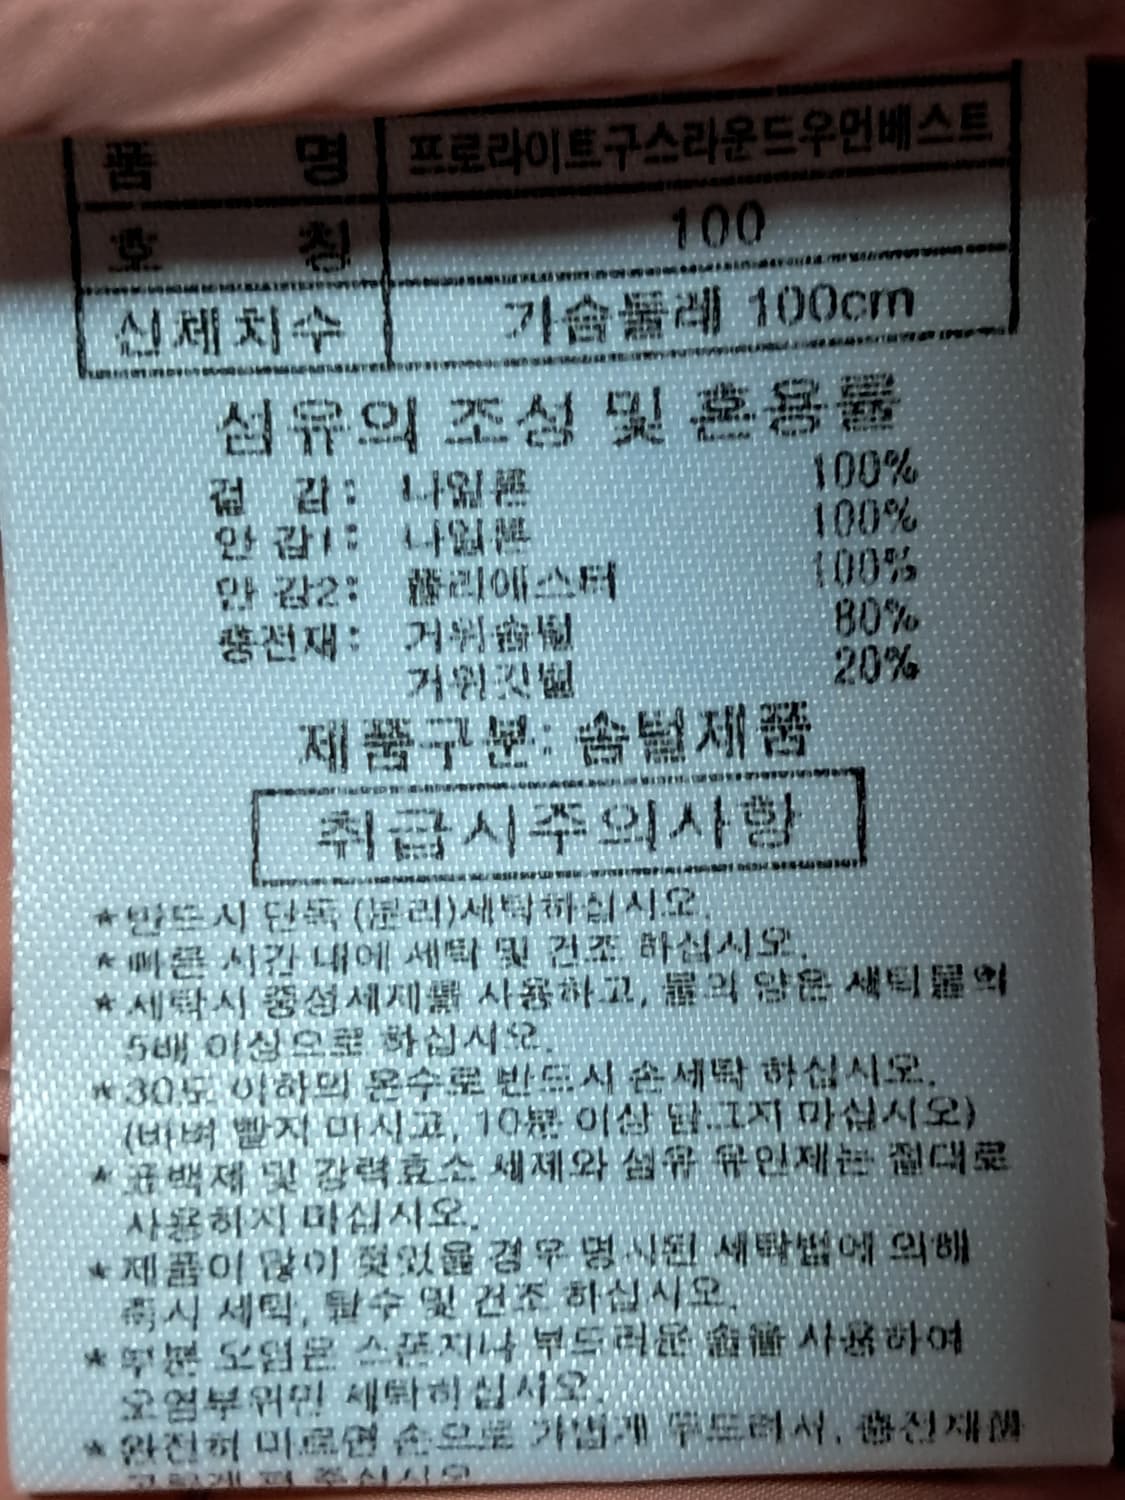 품 명 프로라이트구스라운드우먼베스트
호 칭 100
신체치수 가슴둘레 100cm
섬유의 조성 및 혼용률
겉 감: 나일론 100%
안 감1: 나일론 100%
안 감2: 폴리에스터 100%
충전재: 거위솜털 80%
거위깃털 20%
제품구분: 솜털제품
취급시주의사항
★반드시 단독 (분리)세탁하십시오.
★빠른 시간 내에 세탁 및 건조 하십시오.
★세탁시 중성세제를 사용하고, 물의 양은 세탁물의
5배 이상으로 하십시오.
★30도 이하의 온수로 반드시 손세탁 하십시오.
(비벼 빨지 마시고, 10분 이상 담그지 마십시오)
★표백제 및 강력효소 세제와 섬유 유연제는 절대로
사용하지 마십시오.
★제품이 많이 젖었을 경우 명시된 세탁법에 의해
즉시 세탁, 탈수 및 건조 하십시오.
★부분 오염은 스폰지나 부드러운 솔을 사용하여
오염부위만 세탁하십시오.
★완전히 마르면 손으로 가볍게 두드려서, 충전재를
고르게 펴 주십시오